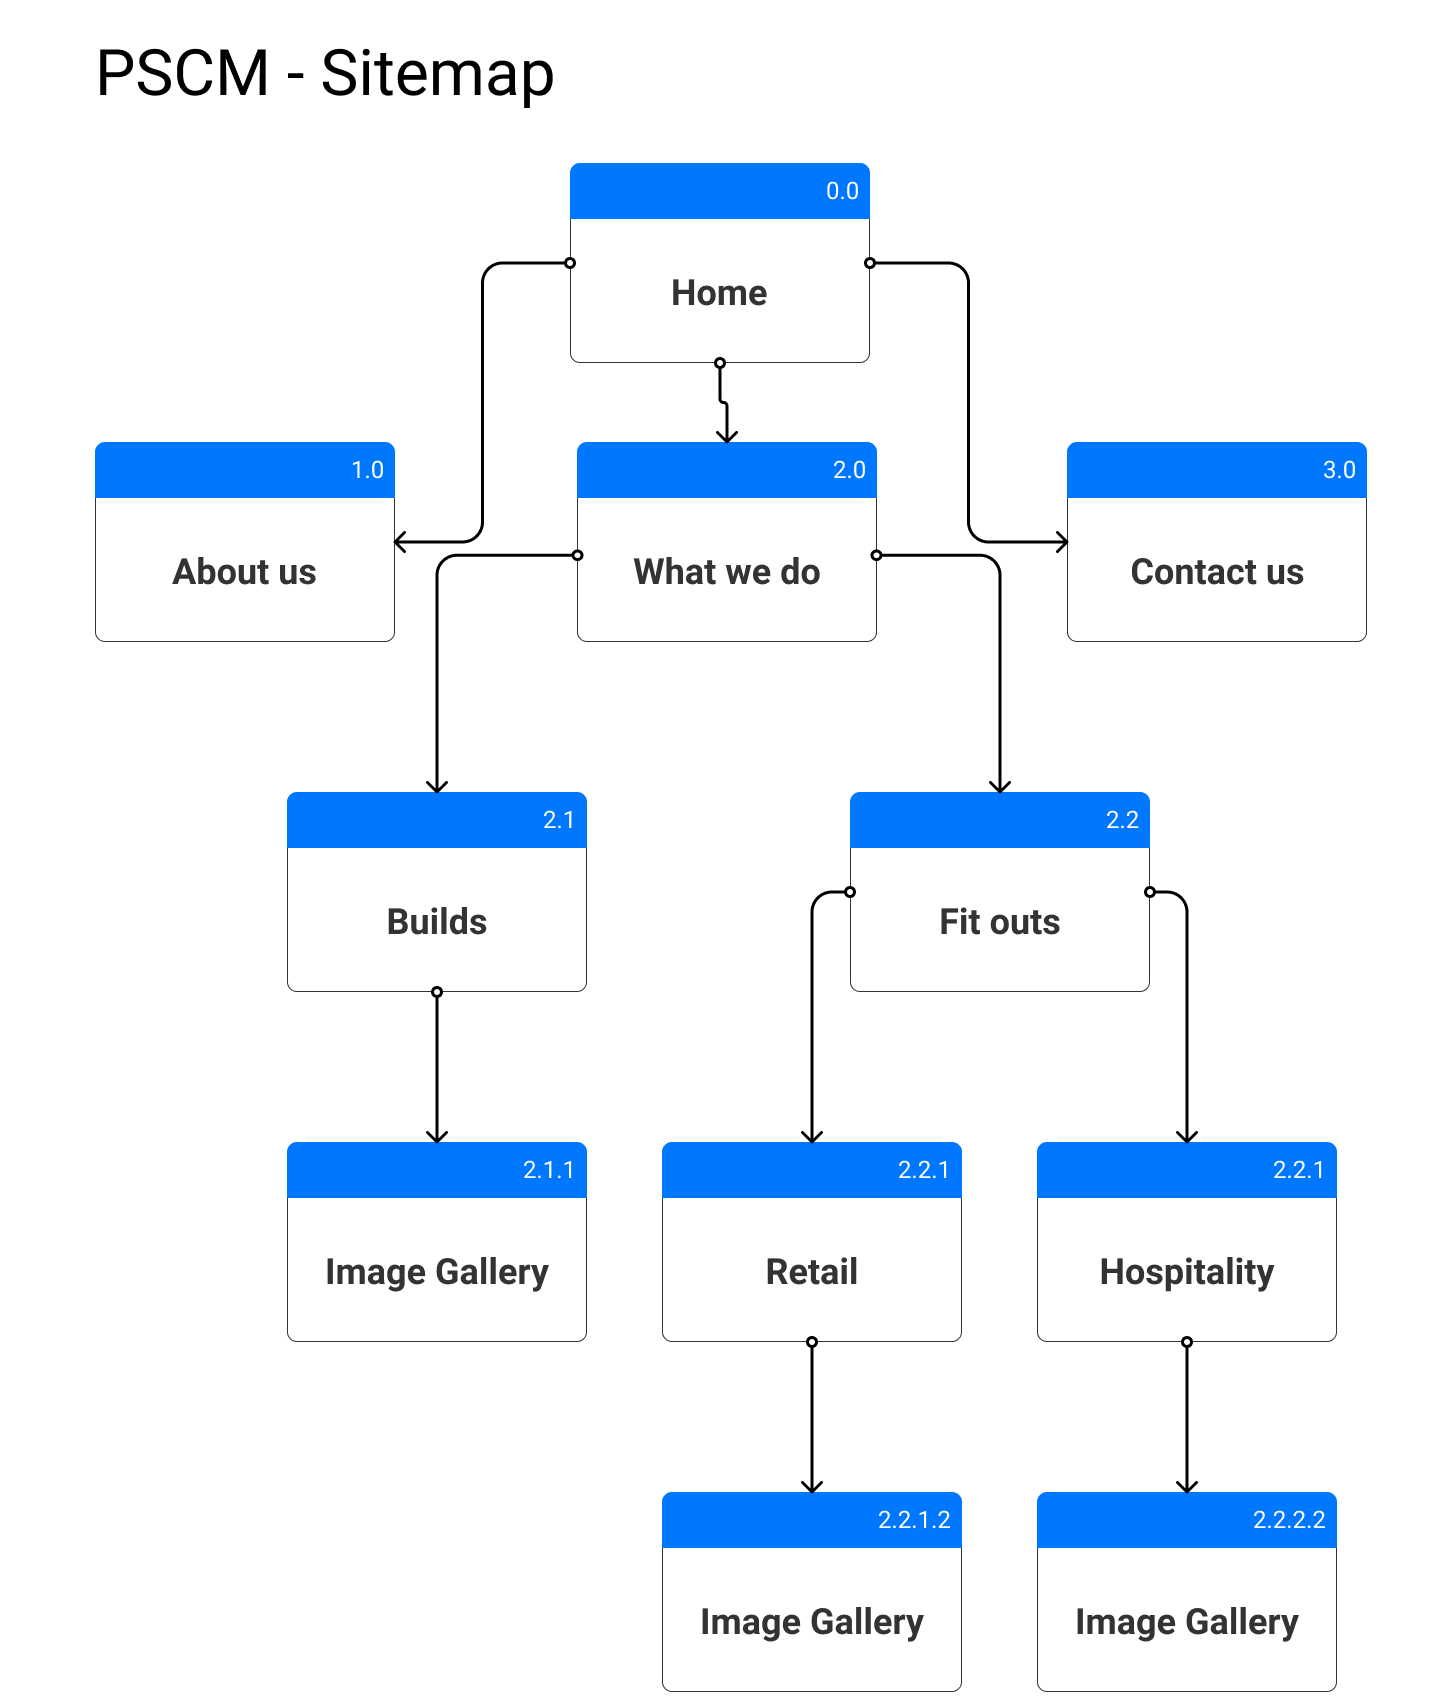 PSCM - Sitemap
0.0
Home
1.0
About us
2.0
What we do
3.0
Contact us
2.1
Builds
2.2
Fit outs
2.1.1
Image Gallery
2.2.1
Retail
2.2.1
Hospitality
2.2.1.2
Image Gallery
2.2.2.2
Image Gallery